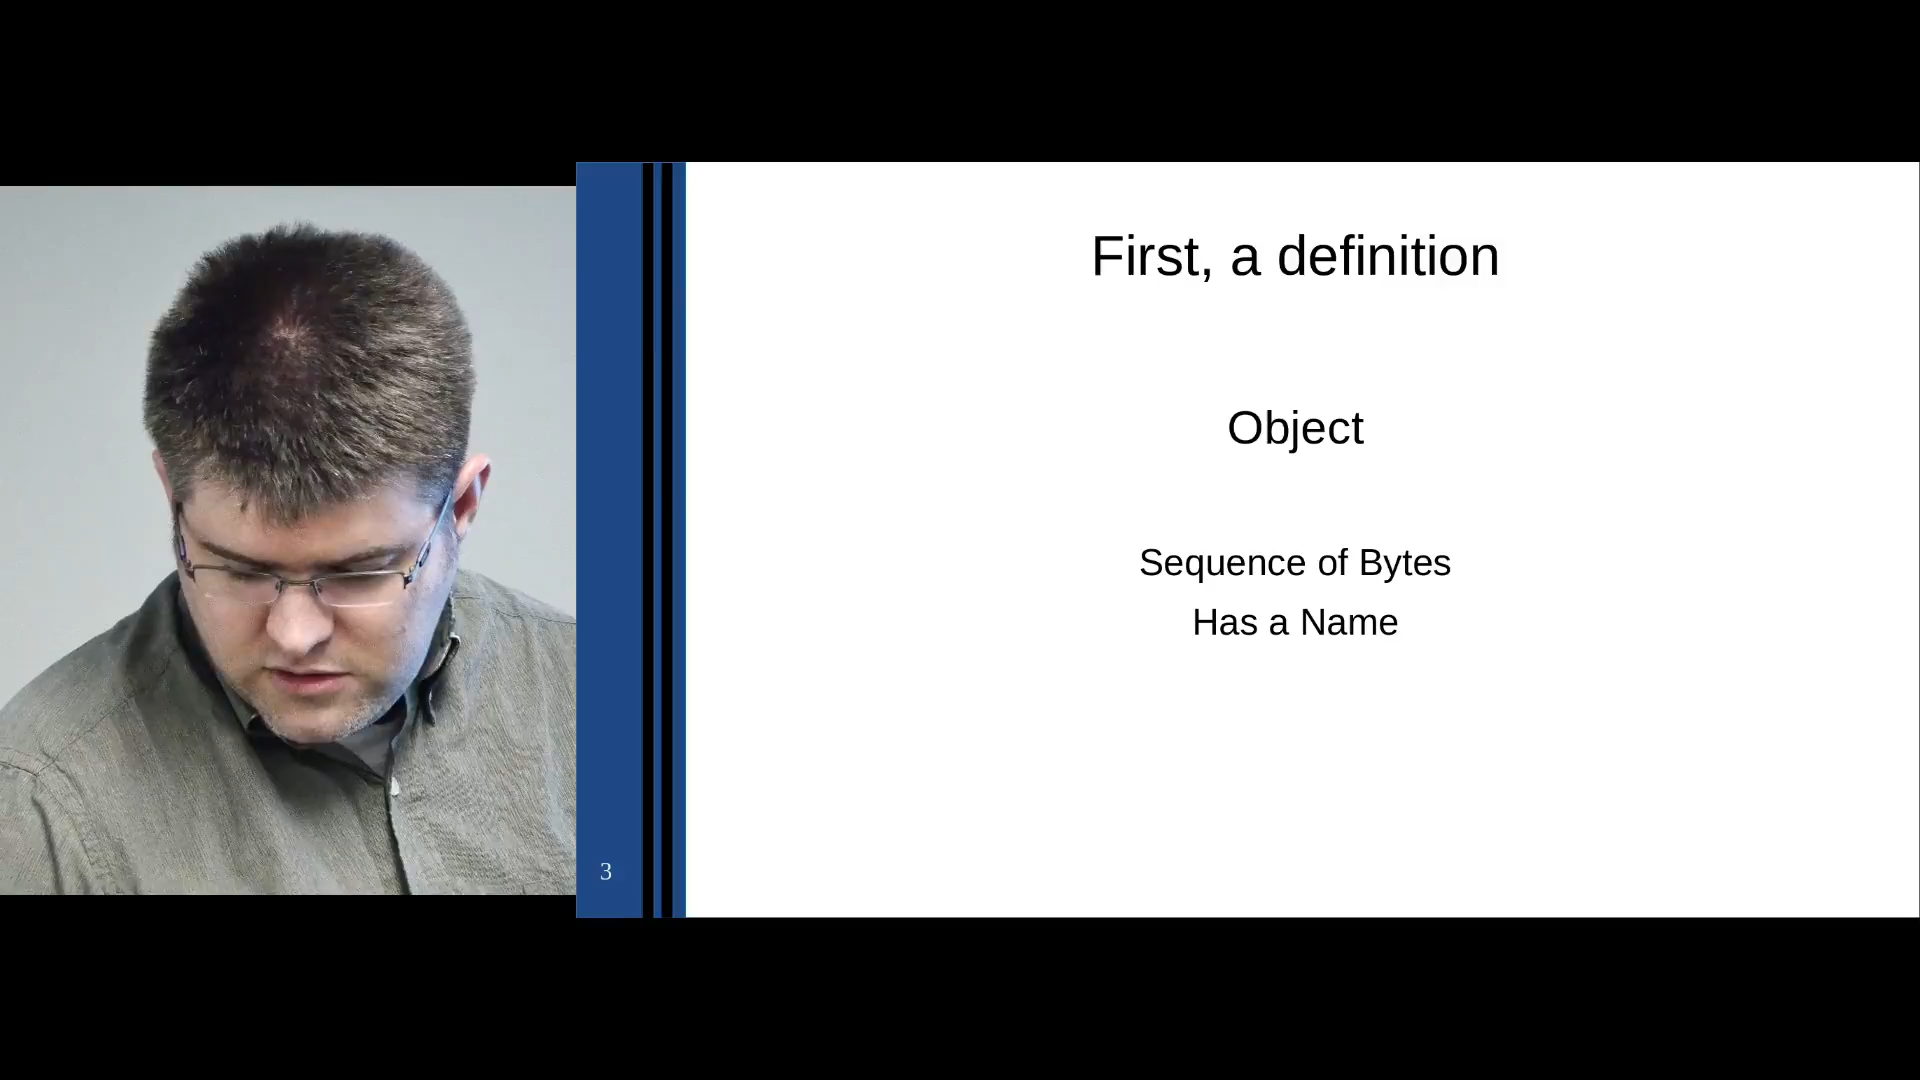 First, a definition
Object
Sequence of Bytes
Has a Name
3